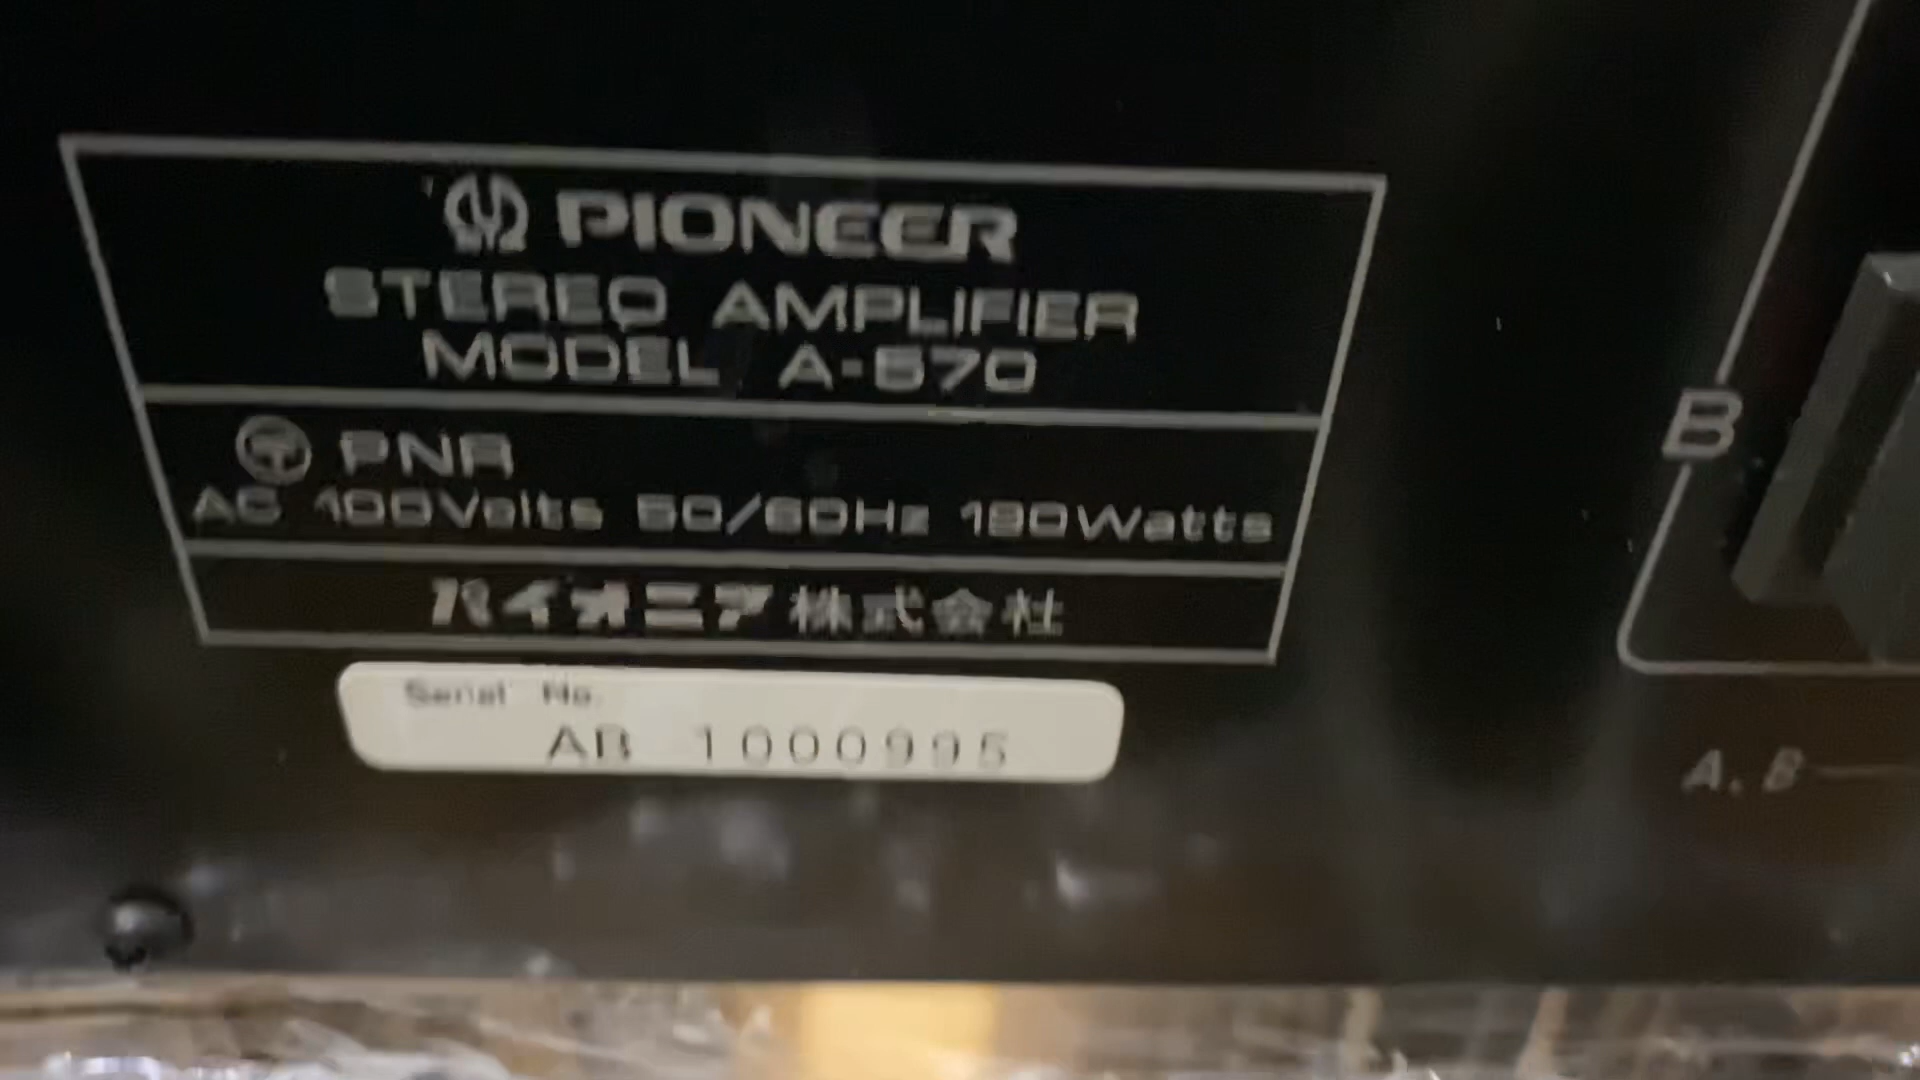 PIONEER
STEREO AMPLIFIER
MODEL A-570
PNR
AC 100Volts 50/60Hz 190Watts
パイオニア株式会社
Serial No.
AB 1000995
B
A. B